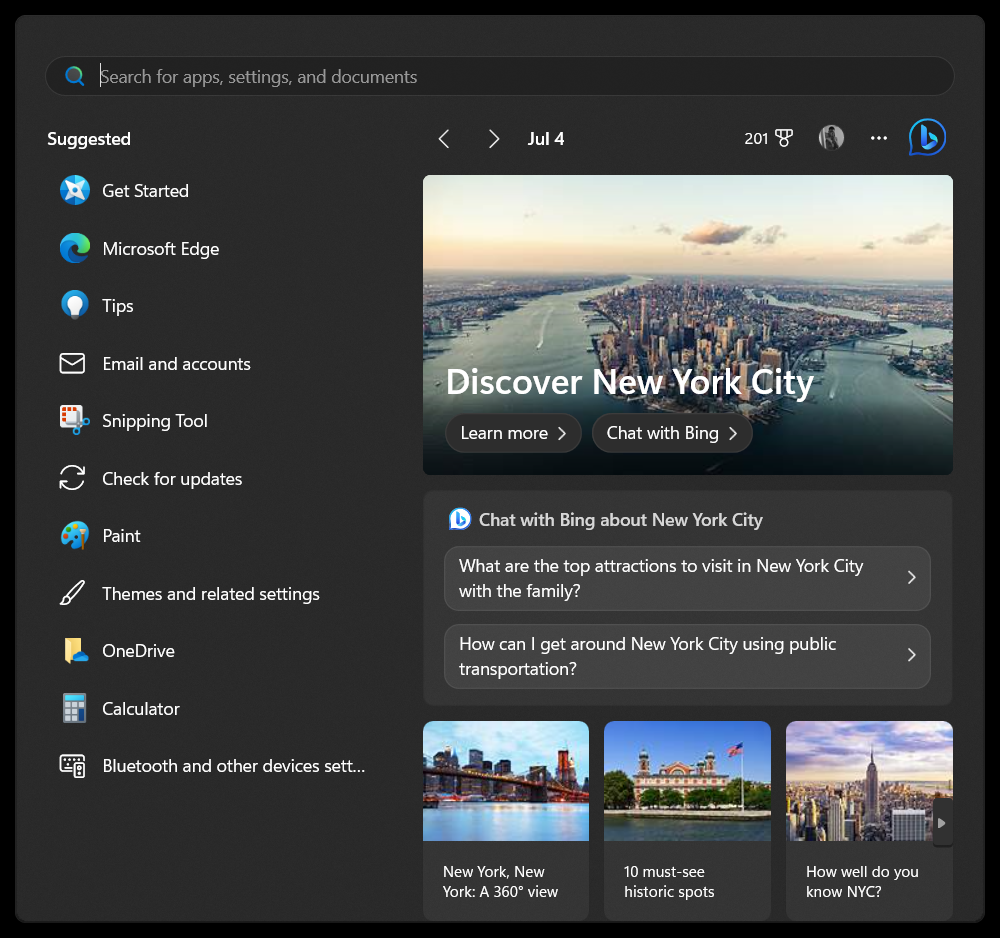 Search for apps, settings, and documents
Suggested
Get Started
Microsoft Edge
Tips
Email and accounts
Snipping Tool
Check for updates
Paint
Themes and related settings
OneDrive
Calculator
Bluetooth and other devices sett...
Jul 4
201
Discover New York City
Learn more
Chat with Bing
Chat with Bing about New York City
What are the top attractions to visit in New York City
with the family?
How can I get around New York City using public
transportation?
New York, New
York: A 360° view
10 must-see
historic spots
How well do you
know NYC?